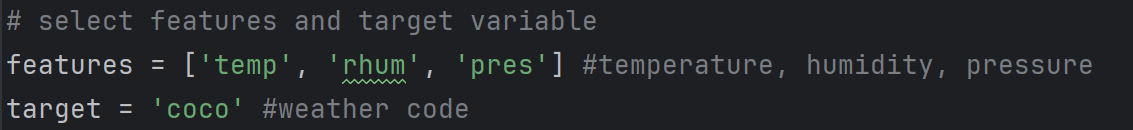 # select features and target variable
features = ['temp', 'rhum', 'pres'] #temperature, humidity, pressure
target = 'coco' #weather code